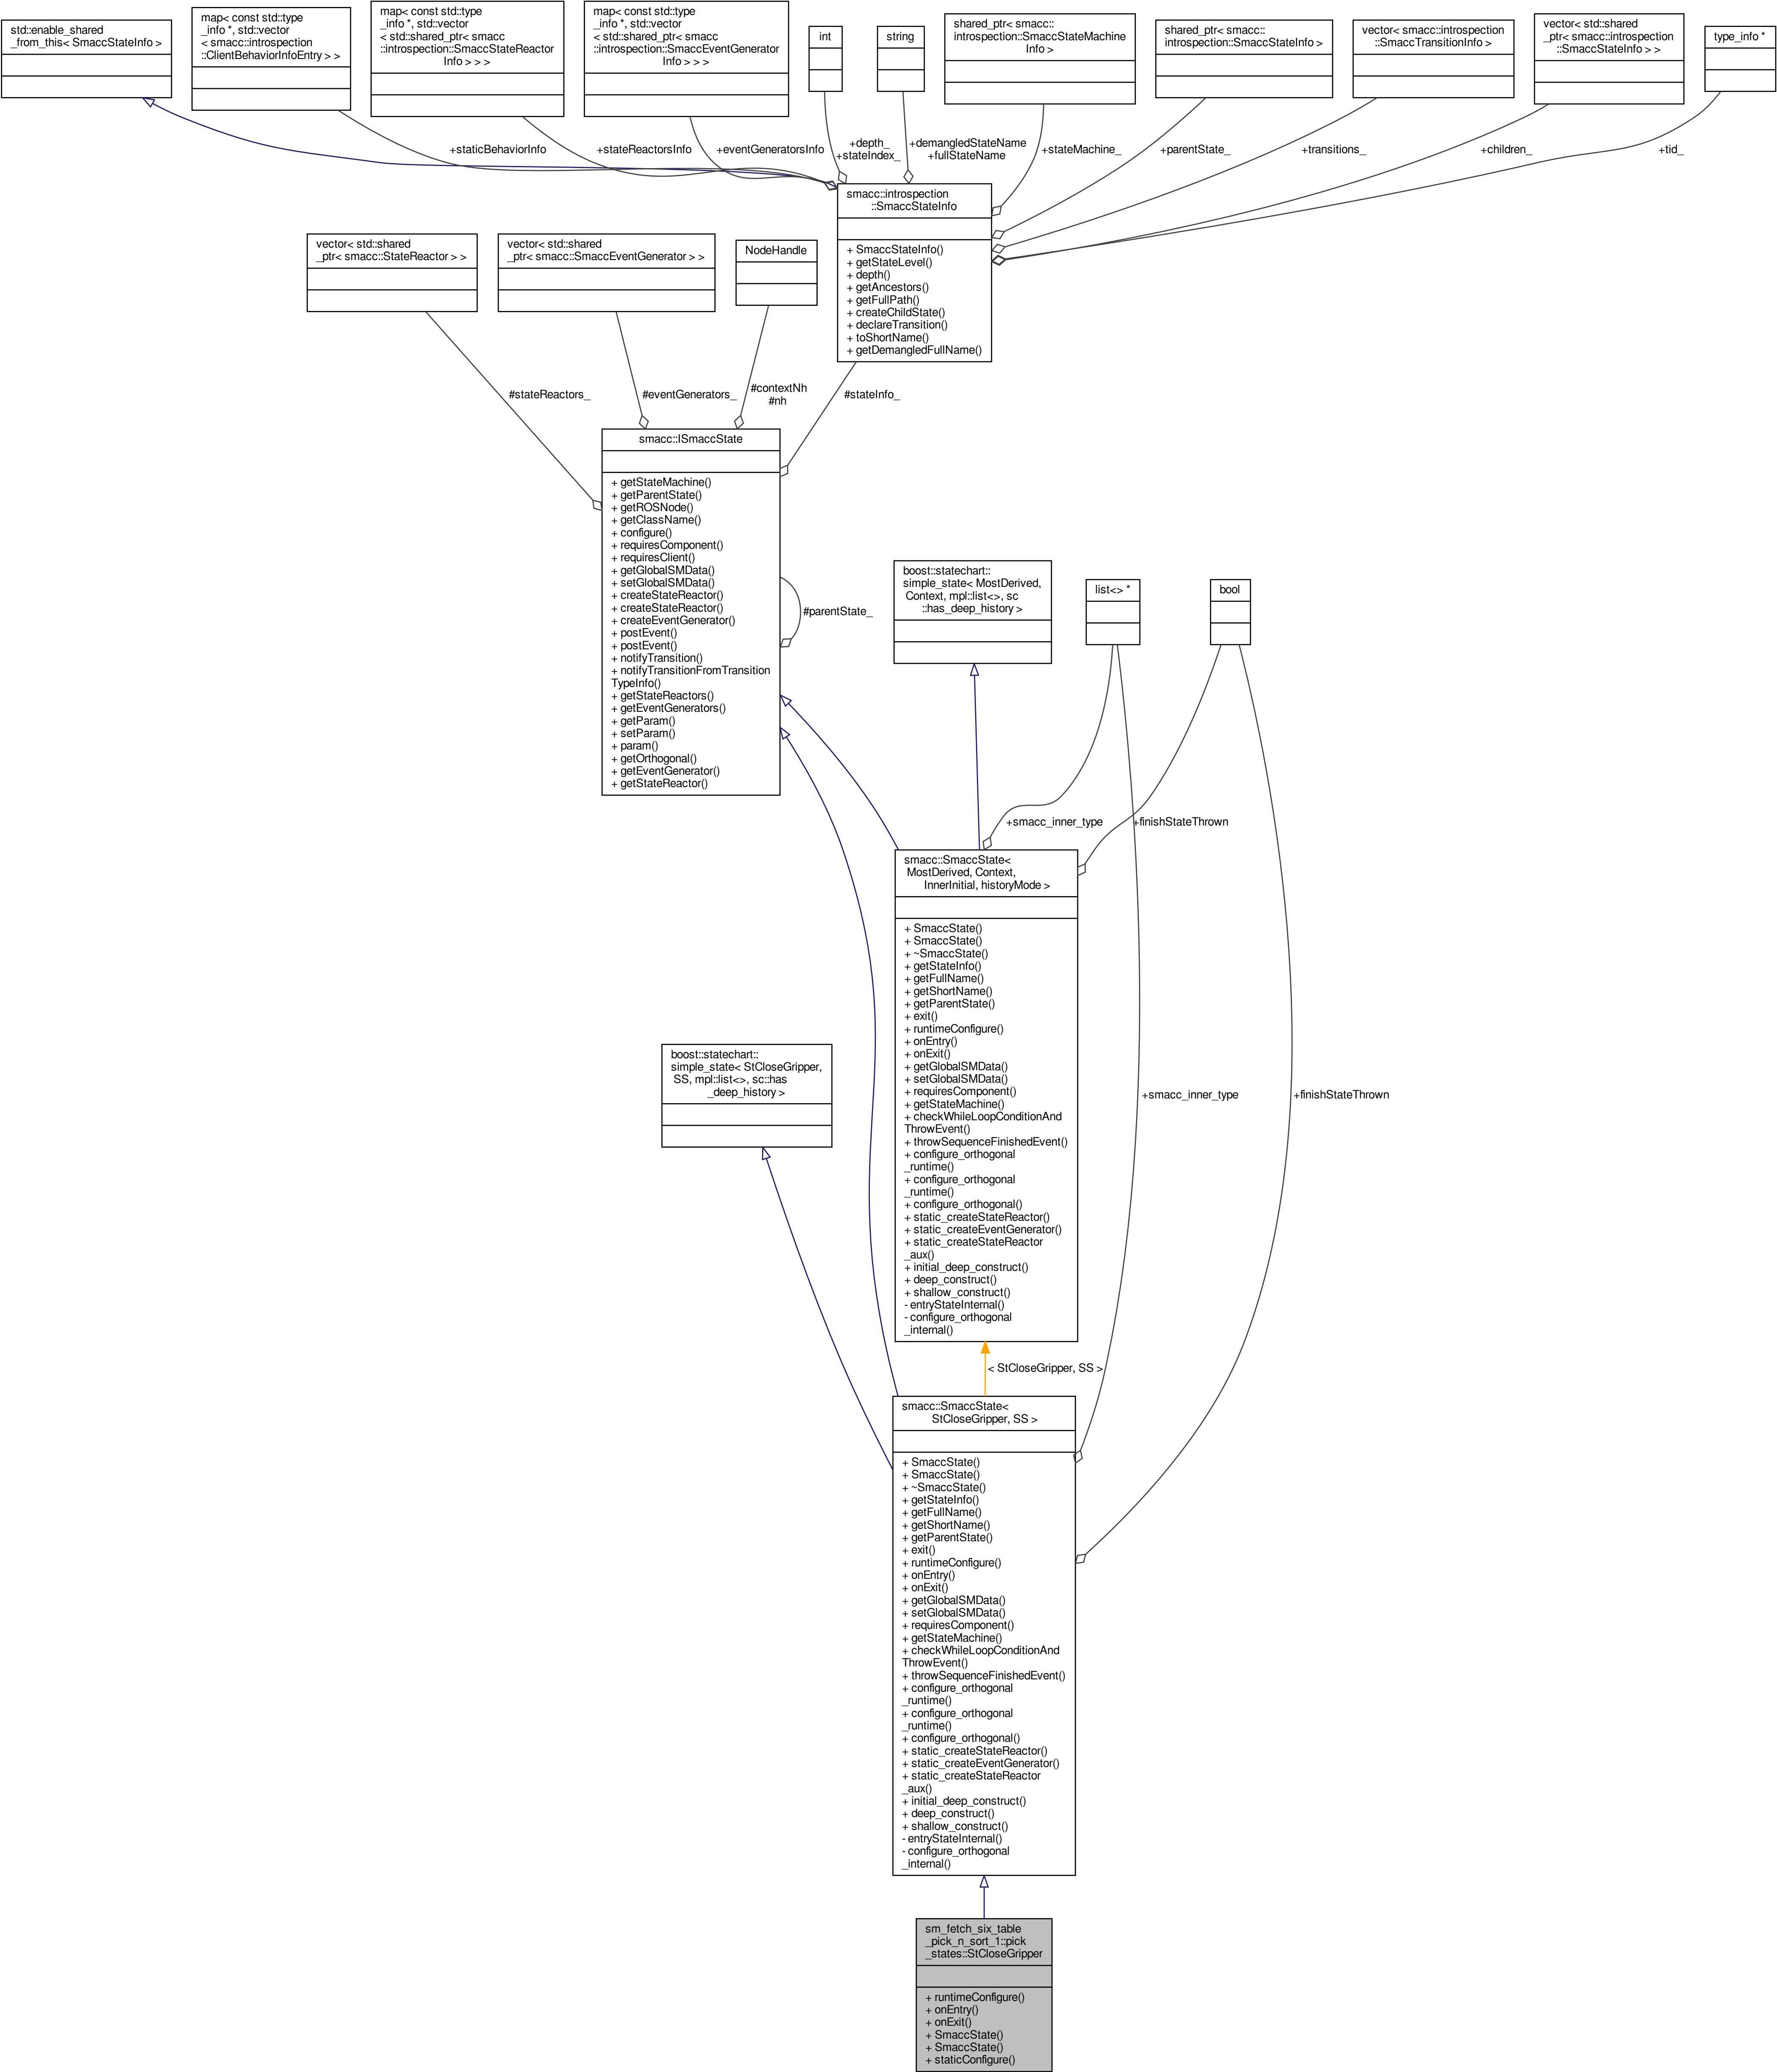 std::enable_shared
_from_this< SmaccStateInfo >
map< const std::type
_info *, std::vector
< smacc::introspection
::ClientBehaviorInfoEntry > >
map< const std::type
_info *, std::vector
< std::shared_ptr< smacc
::introspection::SmaccStateReactor
Info > > >
map< const std::type
_info *, std::vector
< std::shared_ptr< smacc
::introspection::SmaccEventGenerator
Info > > >
int
string
shared_ptr< smacc::
introspection::SmaccStateMachine
Info >
shared_ptr< smacc::
introspection::SmaccStateInfo >
vector< smacc::introspection
::SmaccTransitionInfo >
vector< std::shared
_ptr< smacc::introspection
::SmaccStateInfo > >
type_info *
+staticBehaviorInfo
+stateReactorsInfo
+eventGeneratorsInfo
+depth_
+stateIndex_
+demangledStateName
+fullStateName
+stateMachine_
+parentState_
+transitions_
+children_
+tid_
smacc::introspection
::SmaccStateInfo
+ SmaccStateInfo()
+ getStateLevel()
+ depth()
+ getAncestors()
+ getFullPath()
+ createChildState()
+ declareTransition()
+ toShortName()
+ getDemangledFullName()
vector< std::shared
_ptr< smacc::StateReactor > >
vector< std::shared
_ptr< smacc::SmaccEventGenerator > >
NodeHandle
#stateReactors_
#eventGenerators_
#contextNh
#nh
#stateInfo_
smacc::ISmaccState
+ getStateMachine()
+ getParentState()
+ getROSNode()
+ getClassName()
+ configure()
+ requiresComponent()
+ requiresClient()
+ getGlobalSMData()
+ setGlobalSMData()
+ createStateReactor()
+ createStateReactor()
+ createEventGenerator()
+ postEvent()
+ postEvent()
+ notifyTransition()
+ notifyTransitionFromTransition
TypeInfo()
+ getStateReactors()
+ getEventGenerators()
+ getParam()
+ setParam()
+ param()
+ getOrthogonal()
+ getEventGenerator()
+ getStateReactor()
#parentState_
boost::statechart::
simple_state< MostDerived,
Context, mpl::list<>, sc
::has_deep_history >
list<> *
bool
+smacc_inner_type
+finishStateThrown
smacc::SmaccState<
MostDerived, Context,
InnerInitial, historyMode >
+ SmaccState()
+ SmaccState()
+ ~SmaccState()
+ getStateInfo()
+ getFullName()
+ getShortName()
+ getParentState()
+ exit()
+ runtimeConfigure()
+ onEntry()
+ onExit()
+ getGlobalSMData()
+ setGlobalSMData()
+ requiresComponent()
+ getStateMachine()
+ checkWhileLoopConditionAnd
ThrowEvent()
+ throwSequenceFinishedEvent()
+ configure_orthogonal
_runtime()
+ configure_orthogonal
_runtime()
+ configure_orthogonal()
+ static_createStateReactor()
+ static_createEventGenerator()
+ static_createStateReactor
_aux()
+ initial_deep_construct()
+ deep_construct()
+ shallow_construct()
- entryStateInternal()
- configure_orthogonal
_internal()
boost::statechart::
simple_state< StCloseGripper,
SS, mpl::list<>, sc::has
_deep_history >
+smacc_inner_type
+finishStateThrown
< StCloseGripper, SS >
smacc::SmaccState<
StCloseGripper, SS >
+ SmaccState()
+ SmaccState()
+ ~SmaccState()
+ getStateInfo()
+ getFullName()
+ getShortName()
+ getParentState()
+ exit()
+ runtimeConfigure()
+ onEntry()
+ onExit()
+ getGlobalSMData()
+ setGlobalSMData()
+ requiresComponent()
+ getStateMachine()
+ checkWhileLoopConditionAnd
ThrowEvent()
+ throwSequenceFinishedEvent()
+ configure_orthogonal
_runtime()
+ configure_orthogonal
_runtime()
+ configure_orthogonal()
+ static_createStateReactor()
+ static_createEventGenerator()
+ static_createStateReactor
_aux()
+ initial_deep_construct()
+ deep_construct()
+ shallow_construct()
- entryStateInternal()
- configure_orthogonal
_internal()
sm_fetch_six_table
_pick_n_sort_1::pick
_states::StCloseGripper
+ runtimeConfigure()
+ onEntry()
+ onExit()
+ SmaccState()
+ SmaccState()
+ staticConfigure()